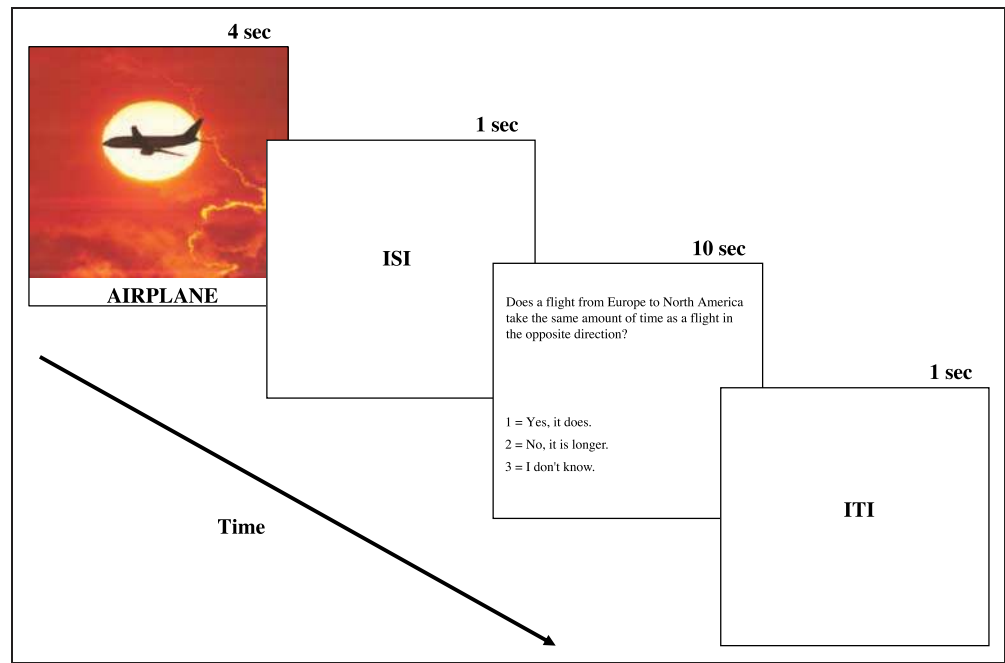 4 sec
AIRPLANE
1 sec
ISI
10 sec
Does a flight from Europe to North America
take the same amount of time as a flight in
the opposite direction?
1 = Yes, it does.
2 = No, it is longer.
3 = I don't know.
1 sec
ITI
Time